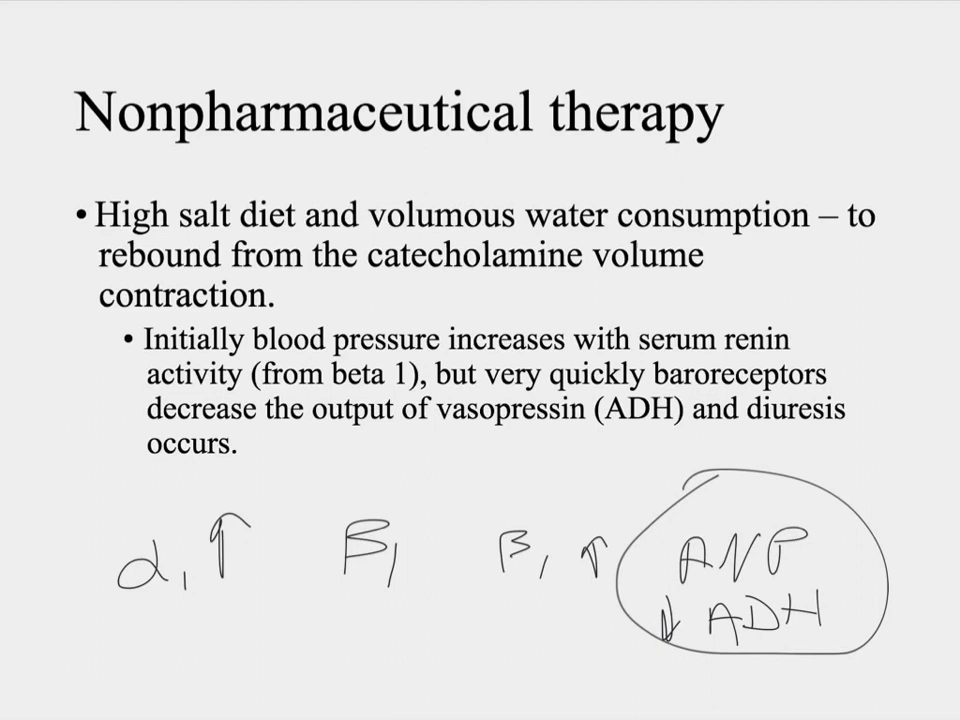 Nonpharmaceutical therapy
• High salt diet and volumous water consumption – to
rebound from the catecholamine volume
contraction.
• Initially blood pressure increases with serum renin
activity (from beta 1), but very quickly baroreceptors
decrease the output of vasopressin (ADH) and diuresis
occurs.
α₁ ↑ β₁ β₁ ↑ ANP
↓ ADH